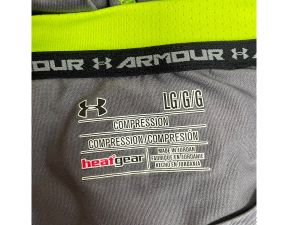 OUR ARMOUR ARMOUR
LG/G/G
COMPRESSION
COMPRESSION/COMPRESIÓN
heatgear
MADE IN JORDAN
FABRIQUÉ EN JORDANIE
HECHO EN JORDANIA